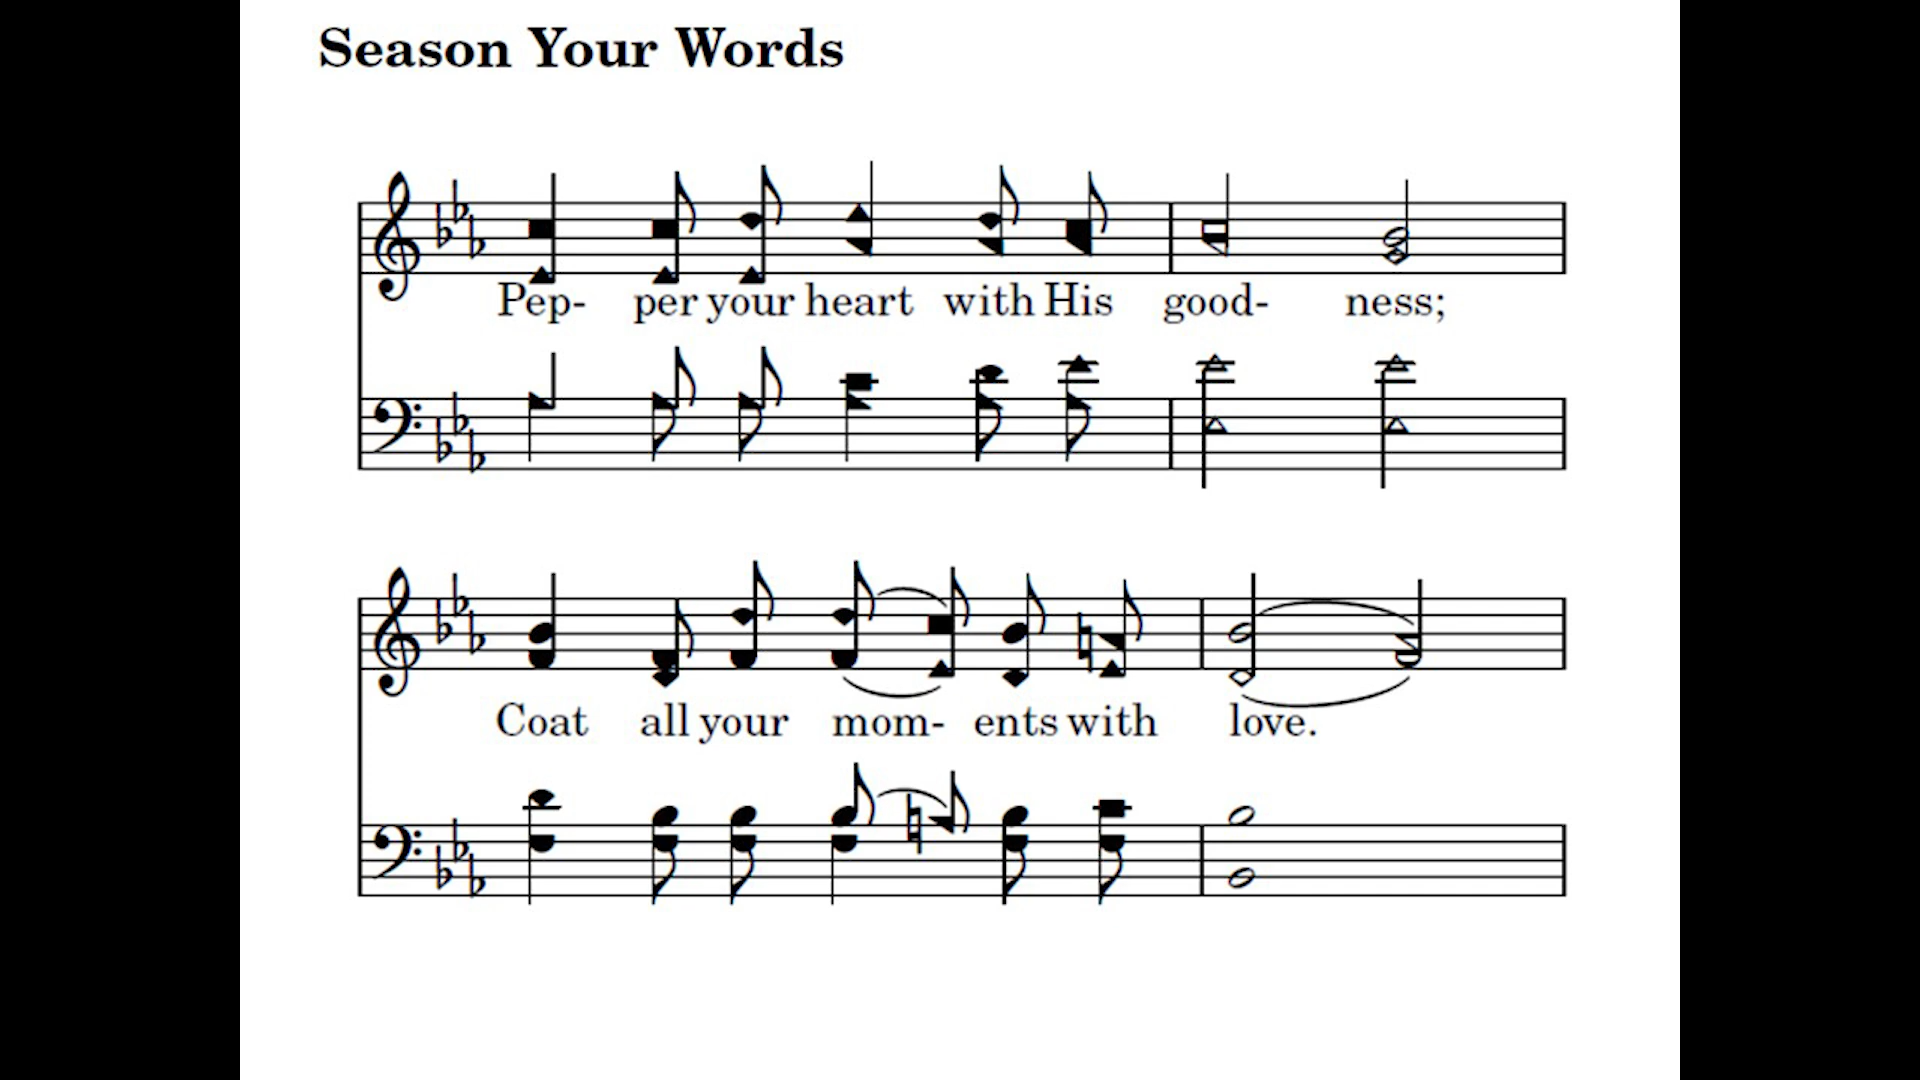 Season Your Words
Pep- per your heart with His good- ness;
Coat all your mom- ents with love.